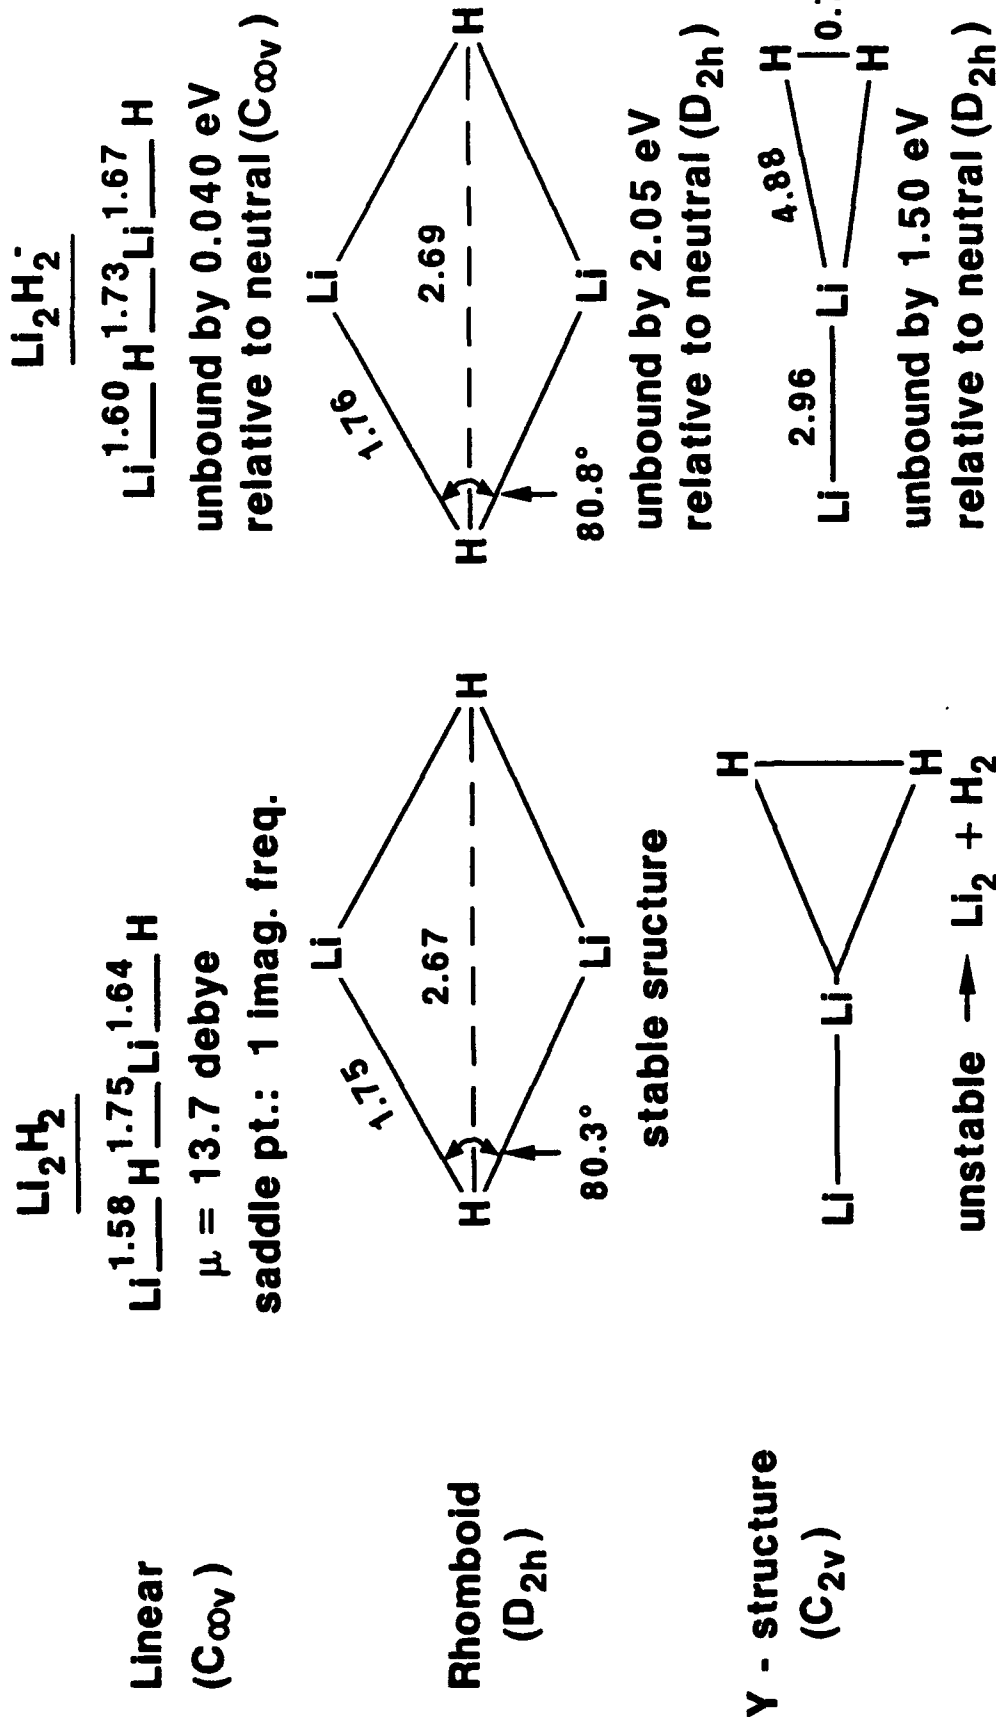 Li2H2
Li2H2-
Linear
(C∞v)
Li 1.58 H 1.75 Li 1.64 H
μ = 13.7 debye
saddle pt.: 1 imag. freq.
Li 1.60 H 1.73 Li 1.67 H
unbound by 0.040 eV
relative to neutral (C∞v)
Rhomboid
(D2h)
Li
1.75
2.67
H
H
80.3°
Li
stable sructure
Li
1.76
2.69
H
H
80.8°
Li
unbound by 2.05 eV
relative to neutral (D2h)
Y - structure
(C2v)
H
Li
Li
H
unstable → Li2 + H2
H
4.88
2.96
Li
Li
H
unbound by 1.50 eV
relative to neutral (D2h)